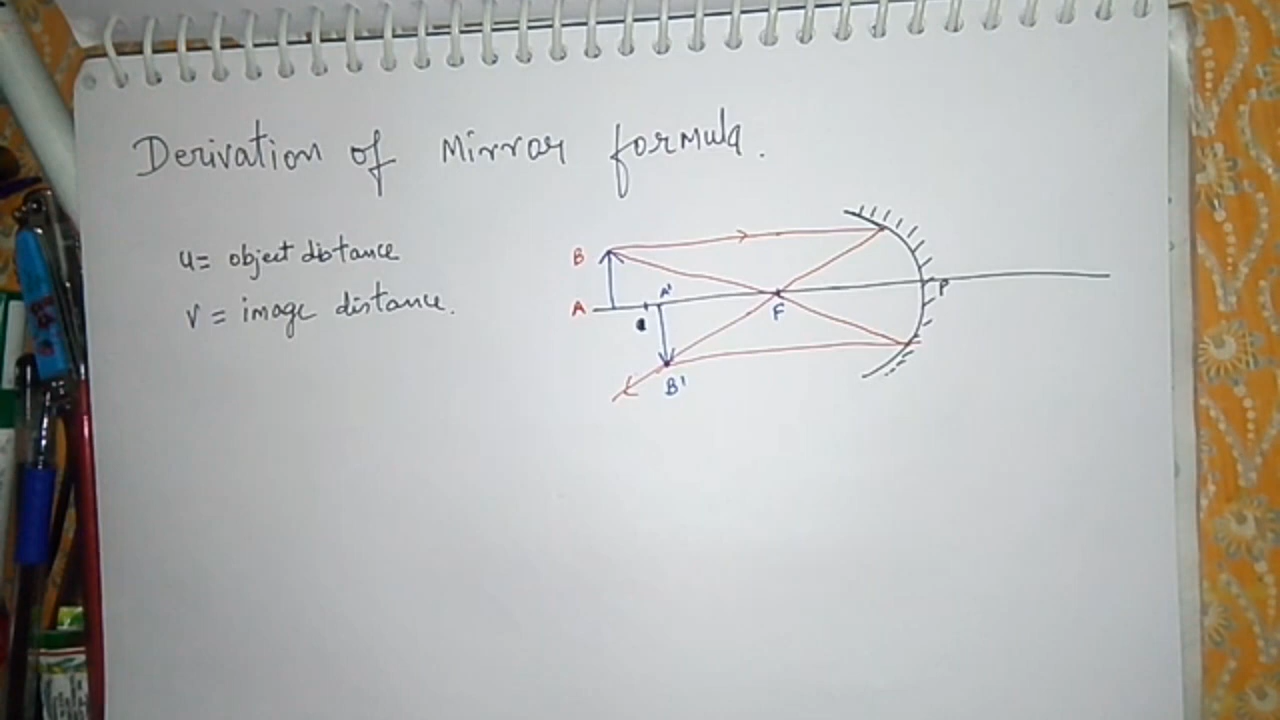 Derivation of Mirror formula.
u = object distance
v = image distance.
B
A
A'
F
P
B'